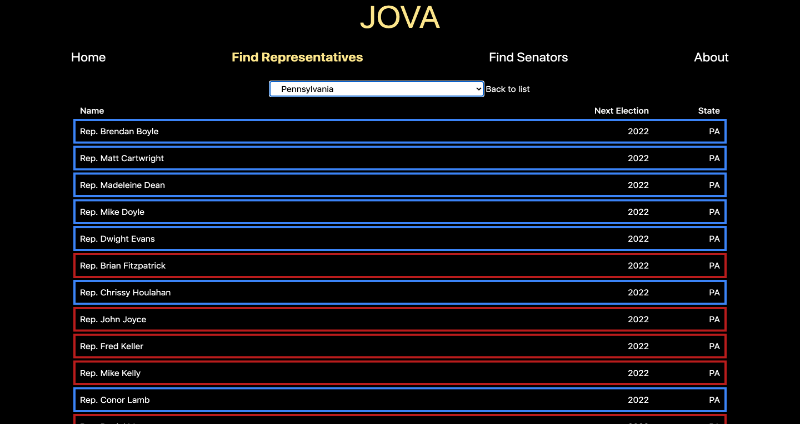 JOVA
Home Find Representatives Find Senators About
Pennsylvania Back to list
Name Next Election State
Rep. Brendan Boyle 2022 PA
Rep. Matt Cartwright 2022 PA
Rep. Madeleine Dean 2022 PA
Rep. Mike Doyle 2022 PA
Rep. Dwight Evans 2022 PA
Rep. Brian Fitzpatrick 2022 PA
Rep. Chrissy Houlahan 2022 PA
Rep. John Joyce 2022 PA
Rep. Fred Keller 2022 PA
Rep. Mike Kelly 2022 PA
Rep. Conor Lamb 2022 PA